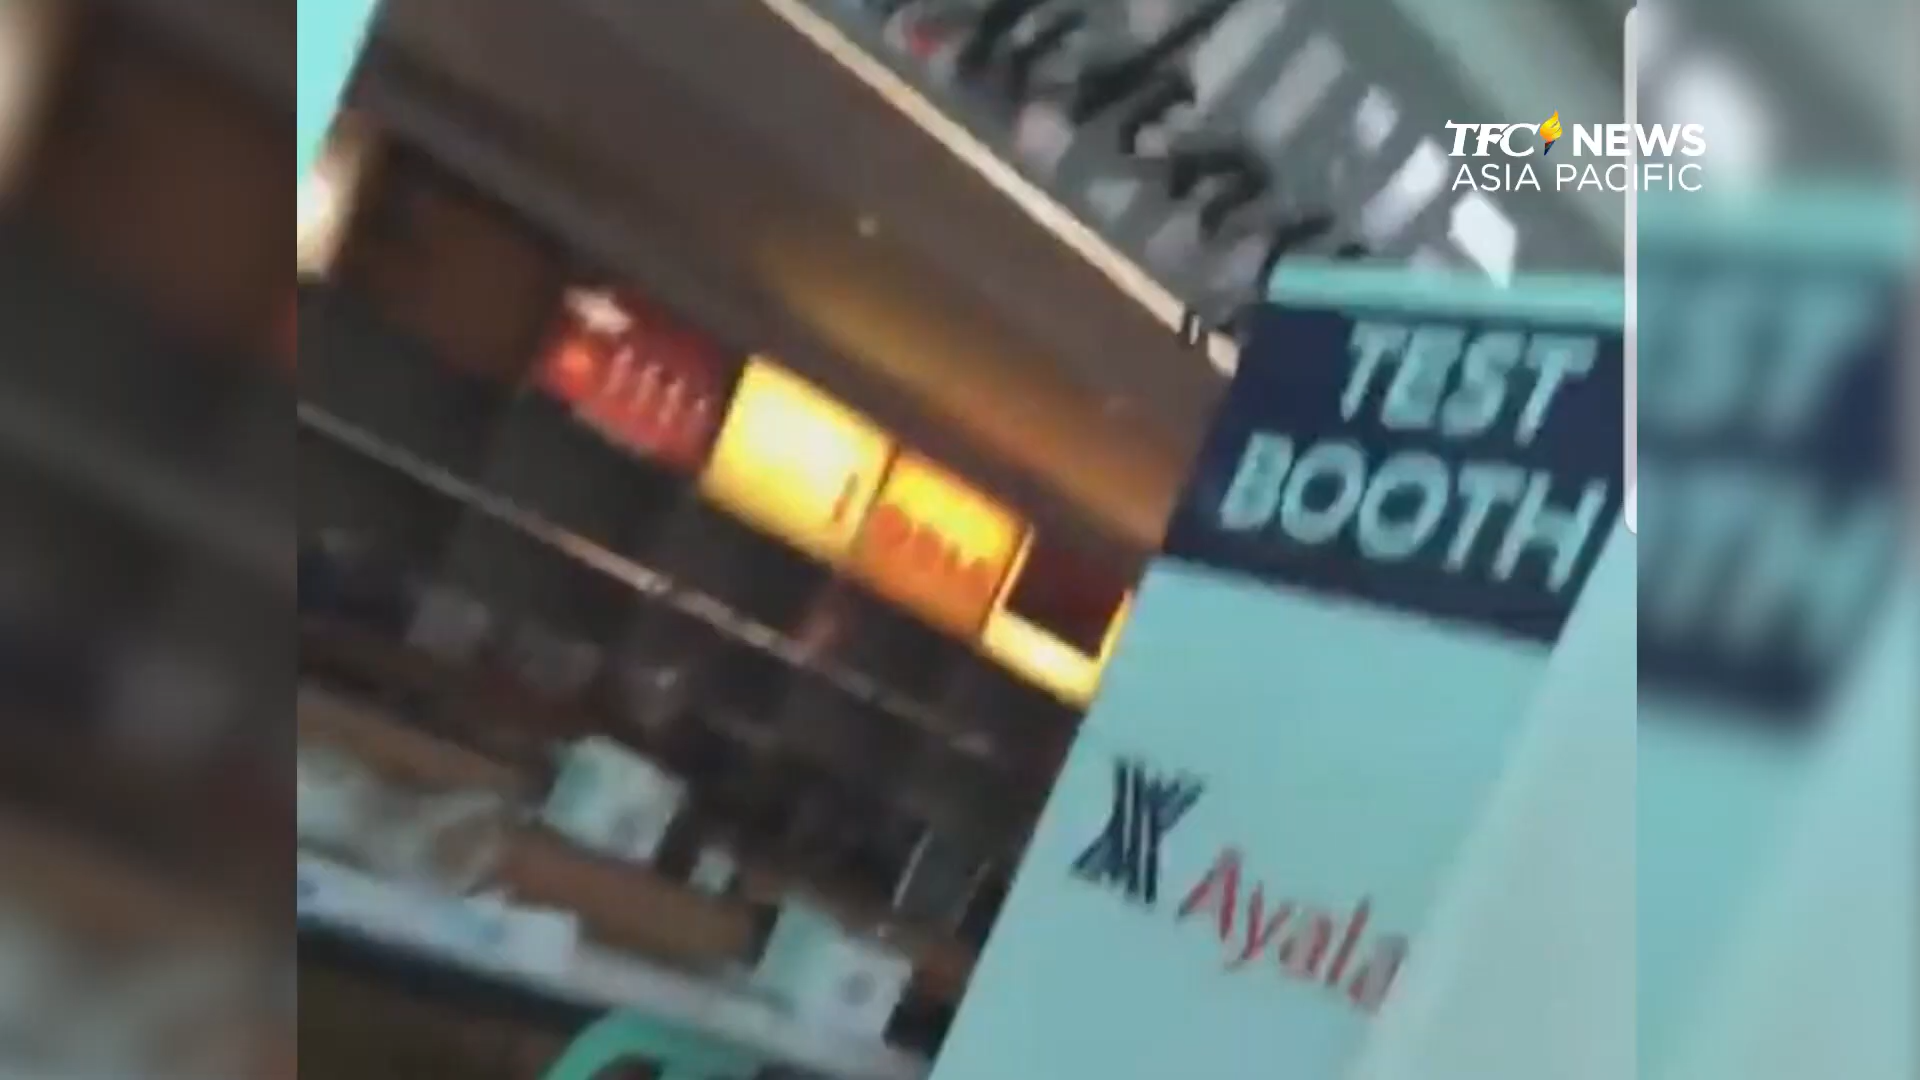 TFC NEWS
ASIA PACIFIC
TEST
BOOTH
Ayala